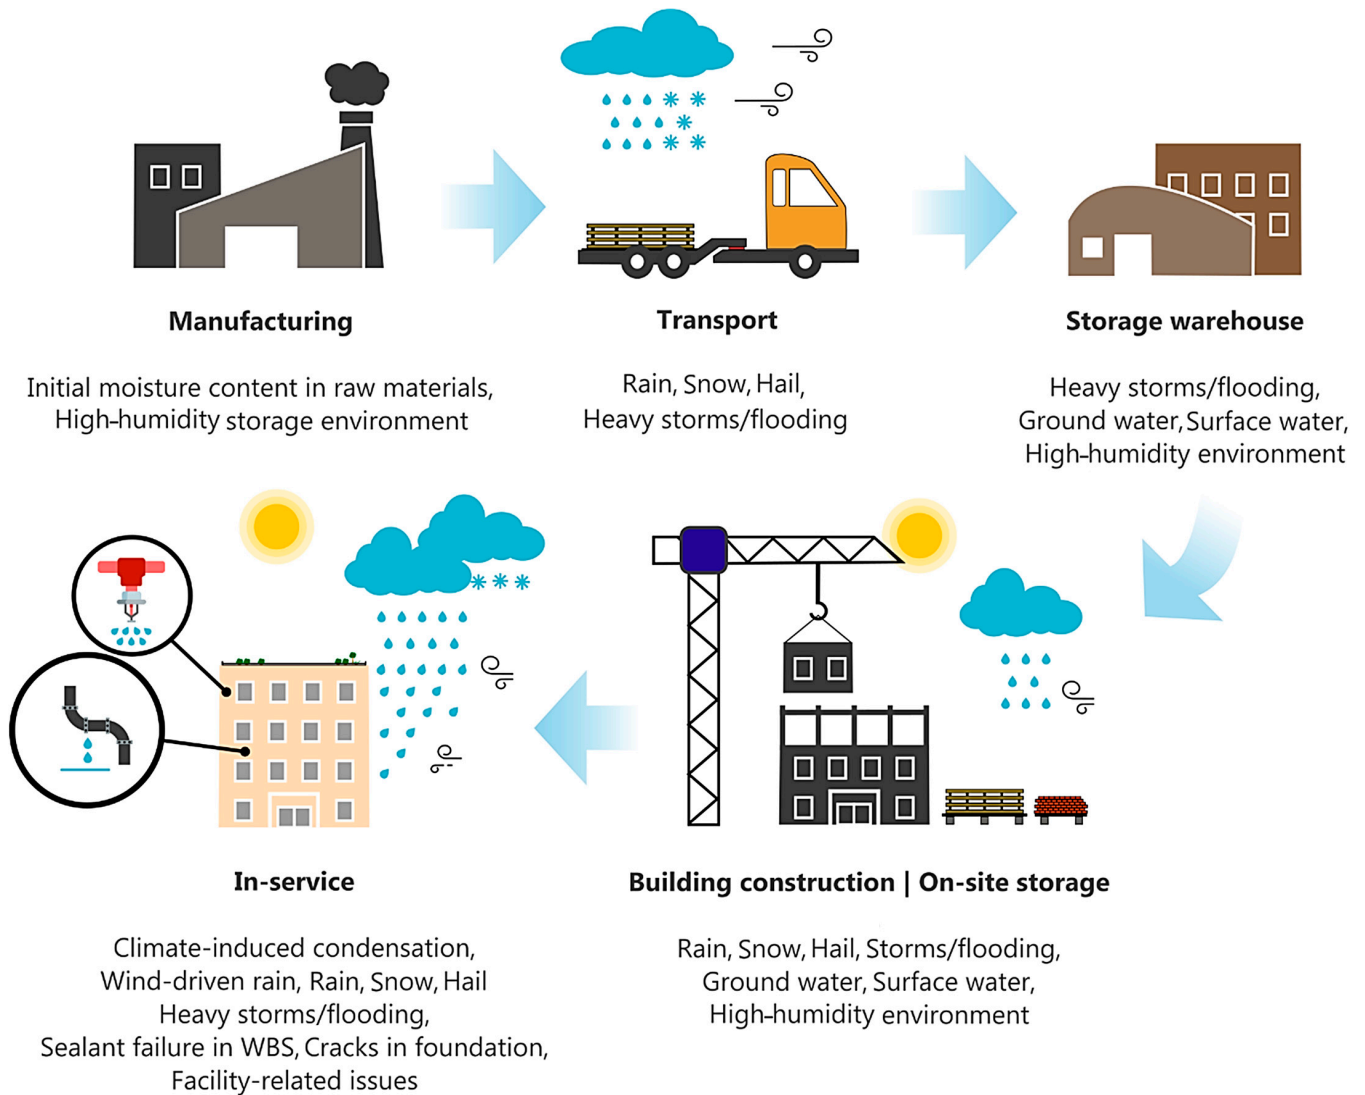 Manufacturing
Initial moisture content in raw materials,
High-humidity storage environment
Transport
Rain, Snow, Hail,
Heavy storms/flooding
Storage warehouse
Heavy storms/flooding,
Ground water, Surface water,
High-humidity environment
In-service
Climate-induced condensation,
Wind-driven rain, Rain, Snow, Hail
Heavy storms/flooding,
Sealant failure in WBS, Cracks in foundation,
Facility-related issues
Building construction | On-site storage
Rain, Snow, Hail, Storms/flooding,
Ground water, Surface water,
High-humidity environment